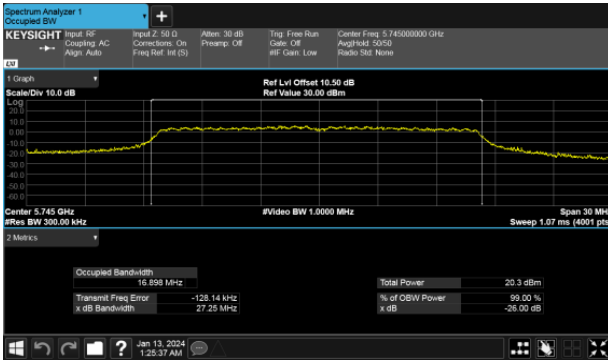 Spectrum Analyzer 1
Occupied BW
KEYSIGHT
Input: RF
Coupling: AC
Align: Auto
Input Z: 50 Ω
Corrections: On
Freq Ref: Int (S)
Atten: 30 dB
Preamp: Off
Trig: Free Run
Gate: Off
#IF Gain: Low
Center Freq: 5.745000000 GHz
Avg|Hold: 50/50
Radio Std: None
LXI
1 Graph
Scale/Div 10.0 dB
Ref Lvl Offset 10.50 dB
Ref Value 30.00 dBm
Log
20.0
10.0
0.00
-10.0
-20.0
-30.0
-40.0
-50.0
-60.0
Center 5.745 GHz
#Res BW 300.00 kHz
#Video BW 1.0000 MHz
Span 30 MH
Sweep 1.07 ms (4001 pts
2 Metrics
Occupied Bandwidth
16.898 MHz
Total Power 20.3 dBm
Transmit Freq Error -128.14 kHz
% of OBW Power 99.00 %
x dB Bandwidth 27.25 MHz
x dB -26.00 dB
?
Jan 13, 2024
1:25:37 AM